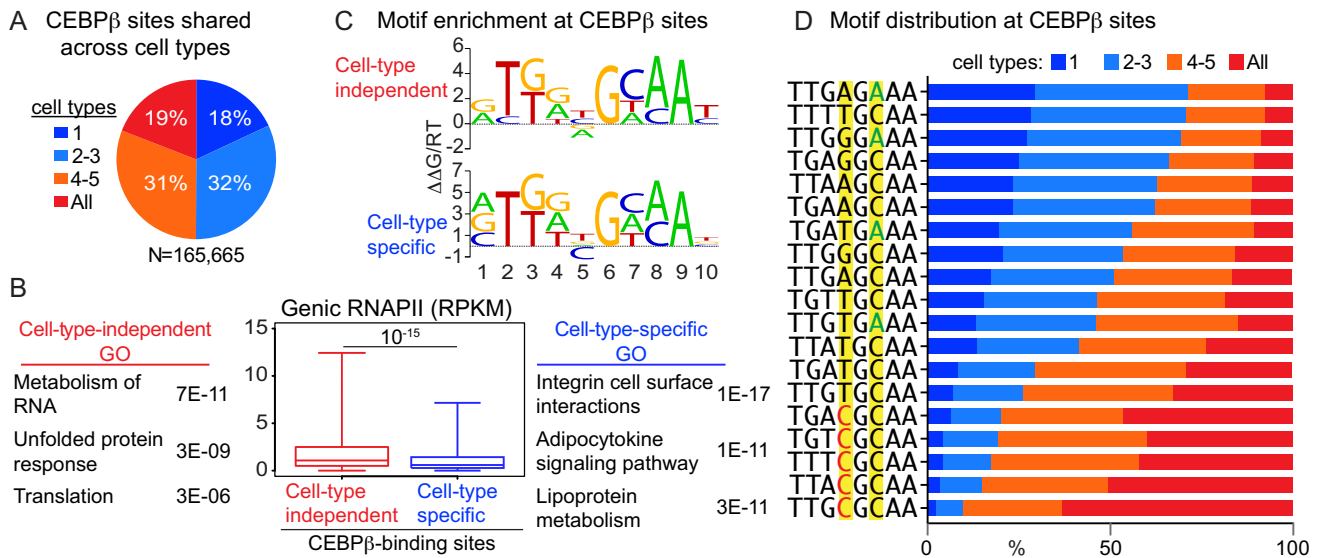 A CEBPβ sites shared
across cell types
cell types
1
2-3
4-5
All
19%
18%
31%
32%
N=165,665
B
Cell-type-independent
GO
Metabolism of
RNA
7E-11
Unfolded protein
response
3E-09
Translation
3E-06
Genic RNAPII (RPKM)
15
10
5
0
10-15
Cell-type
independent
Cell-type
specific
CEBPβ-binding sites
Cell-type-specific
GO
Integrin cell surface
interactions
1E-17
Adipocytokine
signaling pathway
1E-11
Lipoprotein
metabolism
3E-11
C Motif enrichment at CEBPβ sites
Cell-type
independent
6
4
2
0
-2
ΔΔG/RT
Cell-type
specific
7
5
3
1
-1
1 2 3 4 5 6 7 8 9 10
D Motif distribution at CEBPβ sites
cell types: 1 2-3 4-5 All
TTGAGAAA
TTTTGCAA
TTGGGAAA
TGAGGCAA
TTAAGCAA
TGAAGCAA
TGATGAAA
TTGGGCAA
TTGAGCAA
TGTTGCAA
TTGTGAAA
TTATGCAA
TGATGCAA
TTGTGCAA
TGACGCAA
TGTCGCAA
TTTCGCAA
TTACGCAA
TTGCGCAA
0 % 50 100